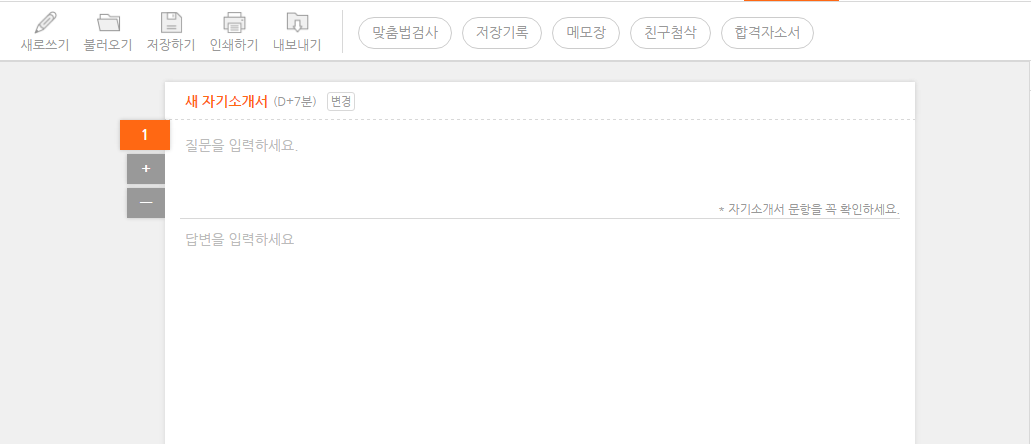 새로쓰기 불러오기 저장하기 인쇄하기 내보내기 맞춤법검사 저장기록 메모장 친구첨삭 합격자소서
새 자기소개서 (D+7분) 변경
1
질문을 입력하세요.
+
—
* 자기소개서 문항을 꼭 확인하세요.
답변을 입력하세요